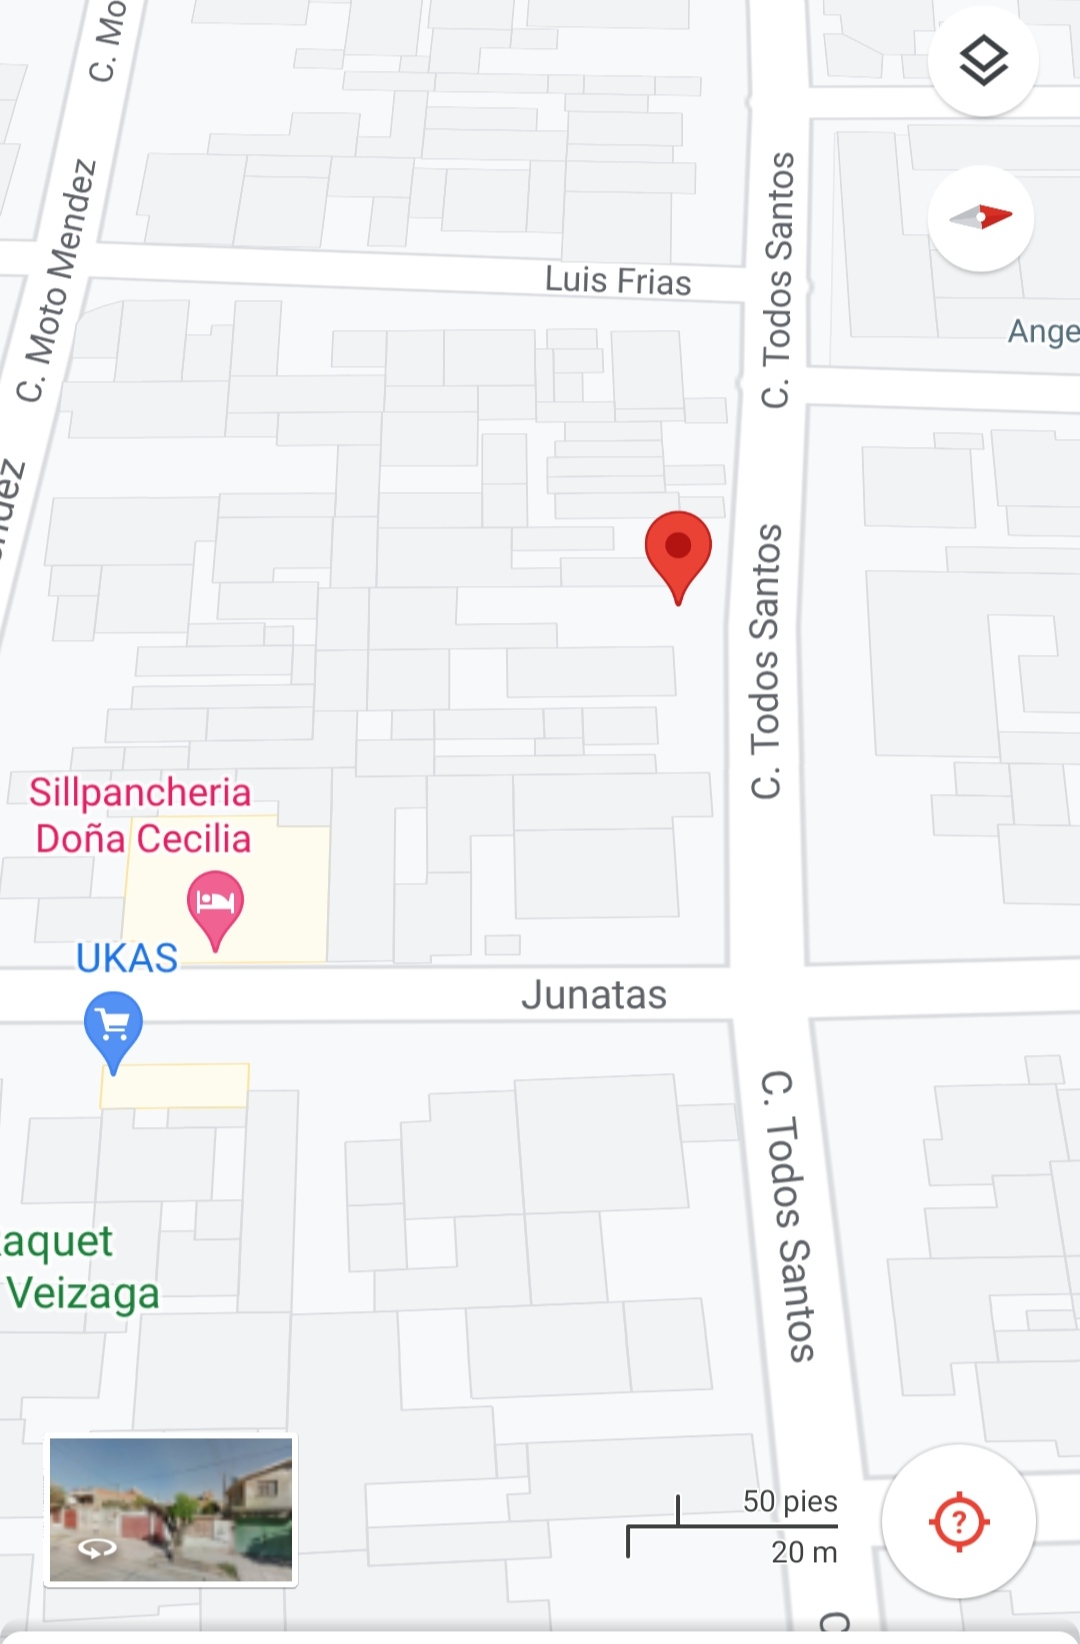 C. Mo
C. Moto Mendez
Luis Frias
C. Todos Santos
Ange
ndez
C. Todos Santos
Sillpancheria
Doña Cecilia
UKAS
Junatas
C. Todos Santos
aquet
Veizaga
50 pies
20 m
?
C